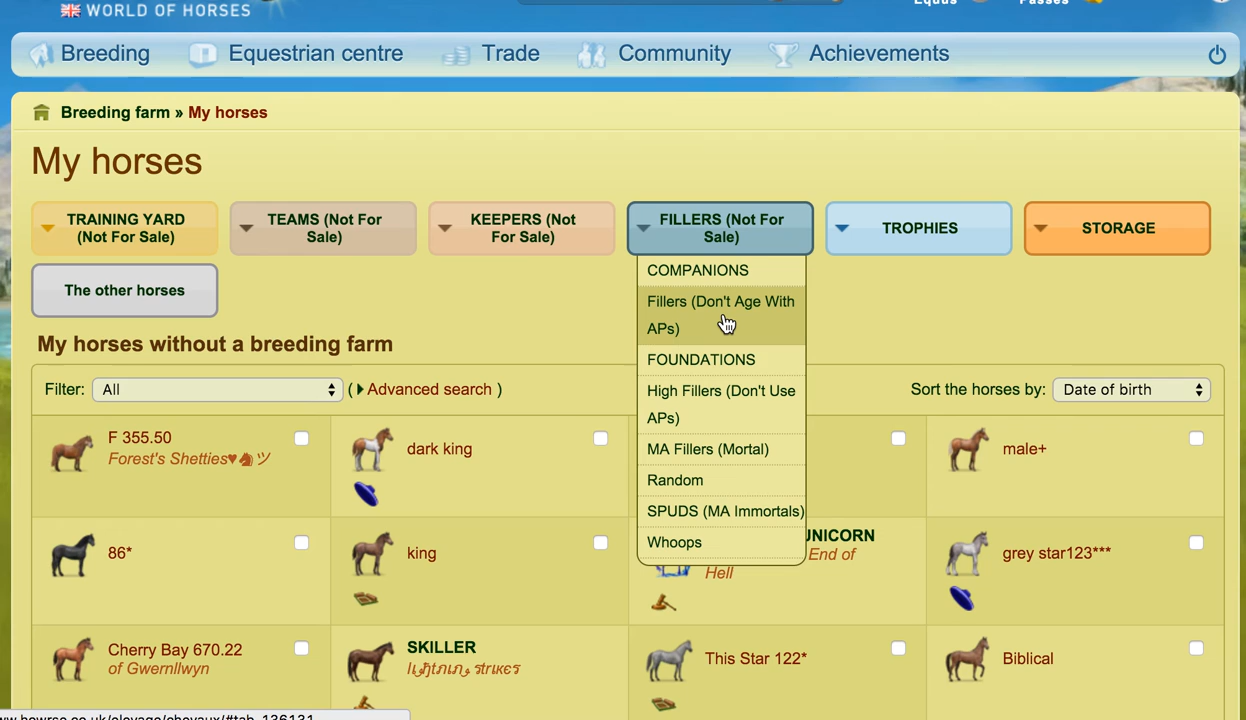 WORLD OF HORSES
Equus Passes
Breeding Equestrian centre Trade Community Achievements
Breeding farm » My horses
My horses
TRAINING YARD
(Not For Sale)
TEAMS (Not For
Sale)
KEEPERS (Not
For Sale)
FILLERS (Not For
Sale)
TROPHIES
STORAGE
The other horses
COMPANIONS
Fillers (Don't Age With
APs)
FOUNDATIONS
High Fillers (Don't Use
APs)
MA Fillers (Mortal)
Random
SPUDS (MA Immortals)
Whoops
My horses without a breeding farm
Filter: All ( Advanced search )
Sort the horses by: Date of birth
F 355.50
Forest's Shetties♥♞ツ
dark king
male+
86*
king
UNICORN
End of
Hell
grey star123***
Cherry Bay 670.22
of Gwernllwyn
SKILLER
This Star 122*
Biblical